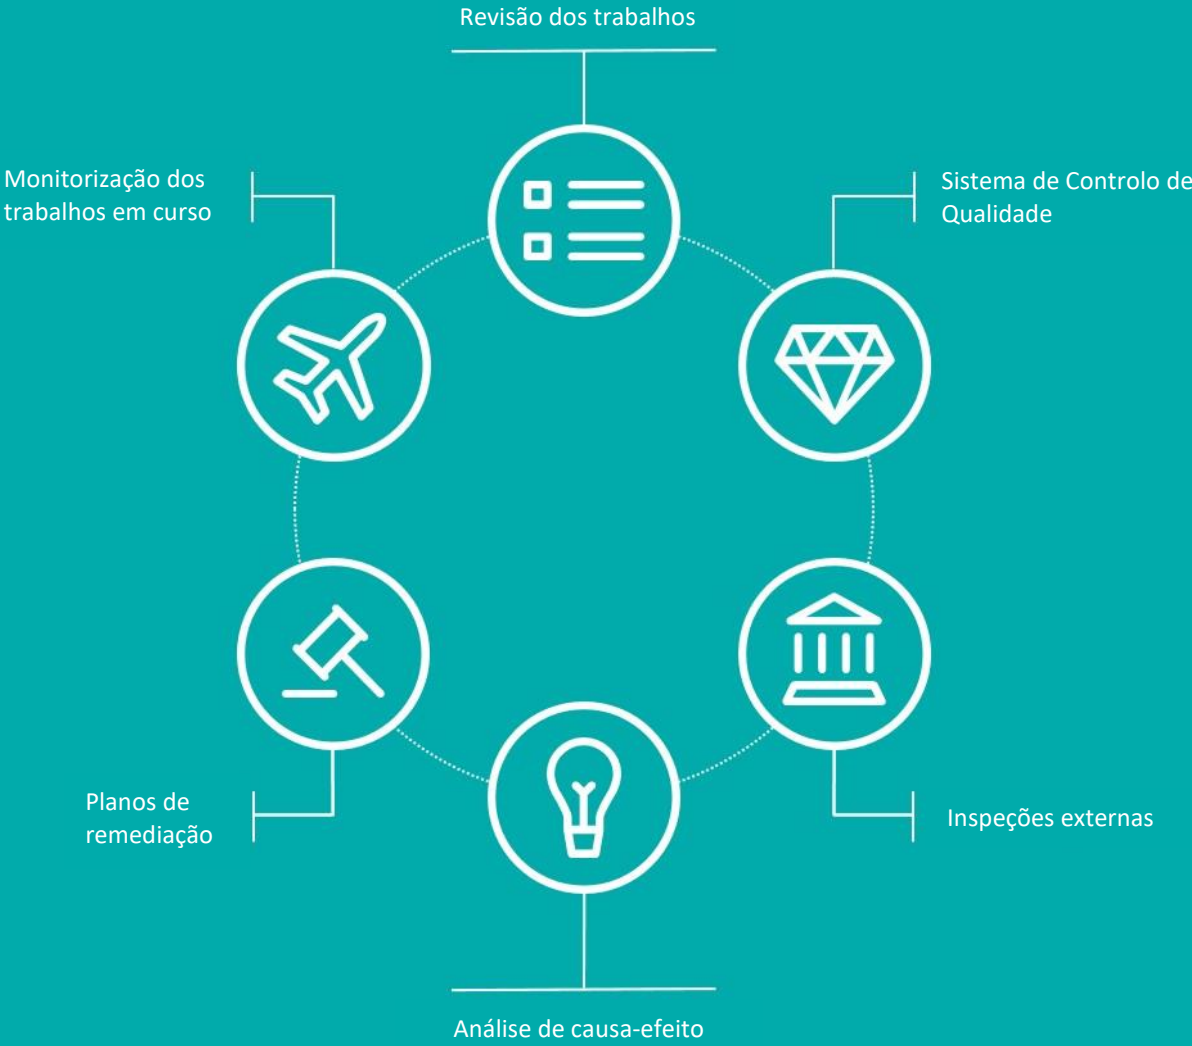 Revisão dos trabalhos
Monitorização dos
trabalhos em curso
Sistema de Controlo de
Qualidade
Planos de
remediação
Inspeções externas
Análise de causa-efeito